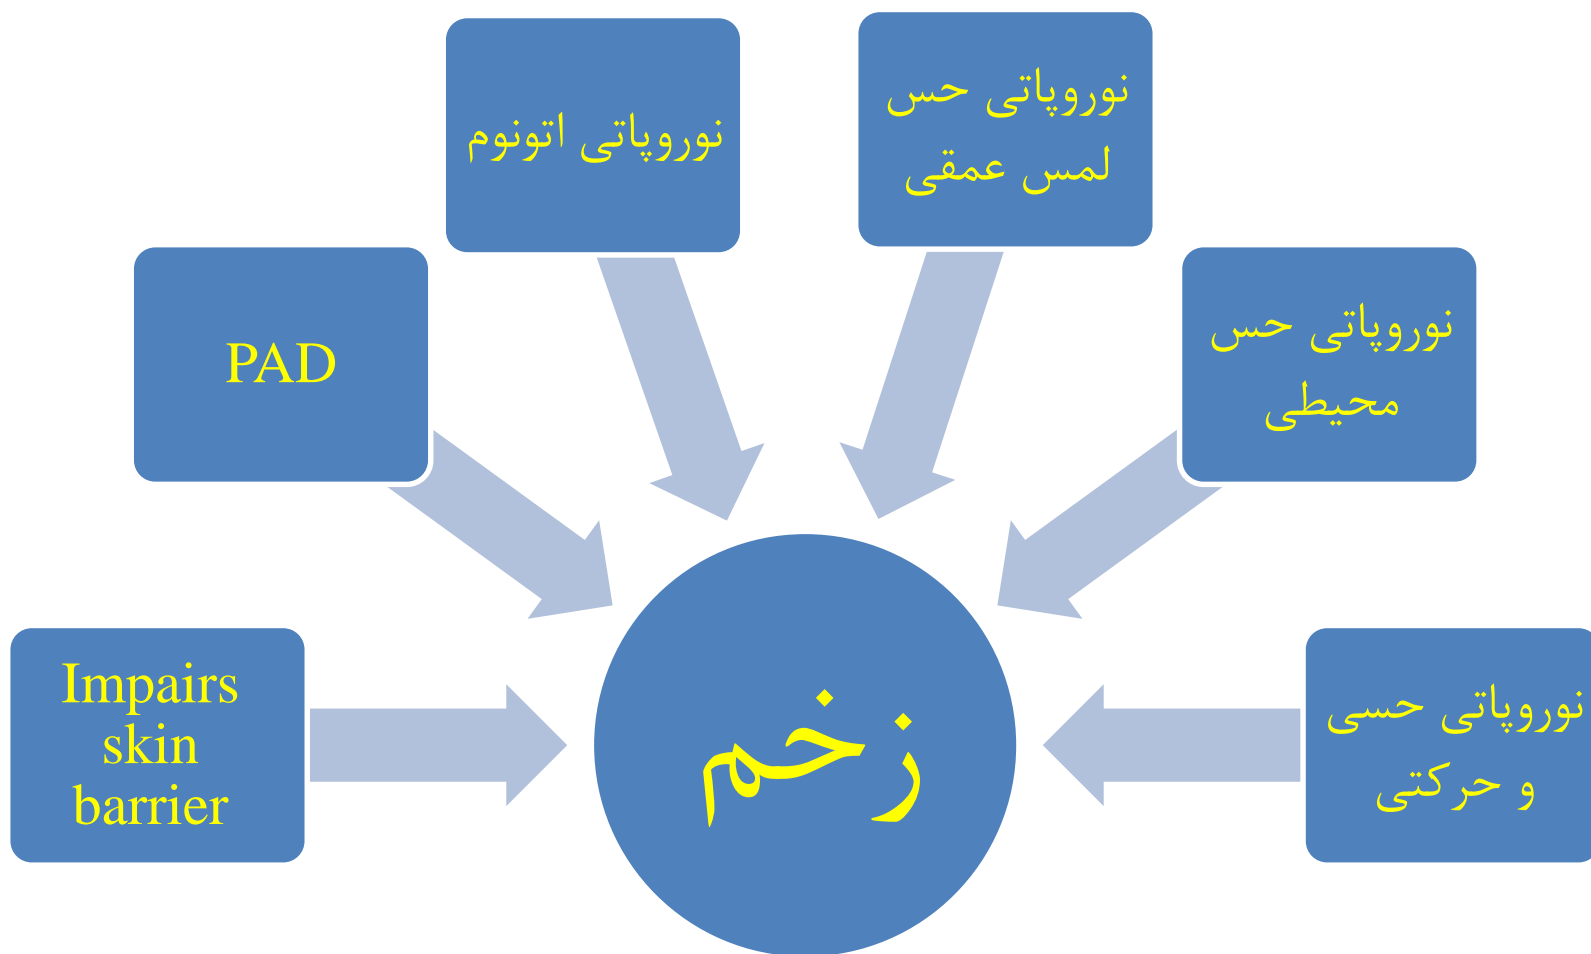 نوروپاتی حس
لمس عمقی
نوروپاتی اتونوم
نوروپاتی حس
محیطی
PAD
نوروپاتی حسی
و حرکتی
Impairs
skin
barrier
زخم